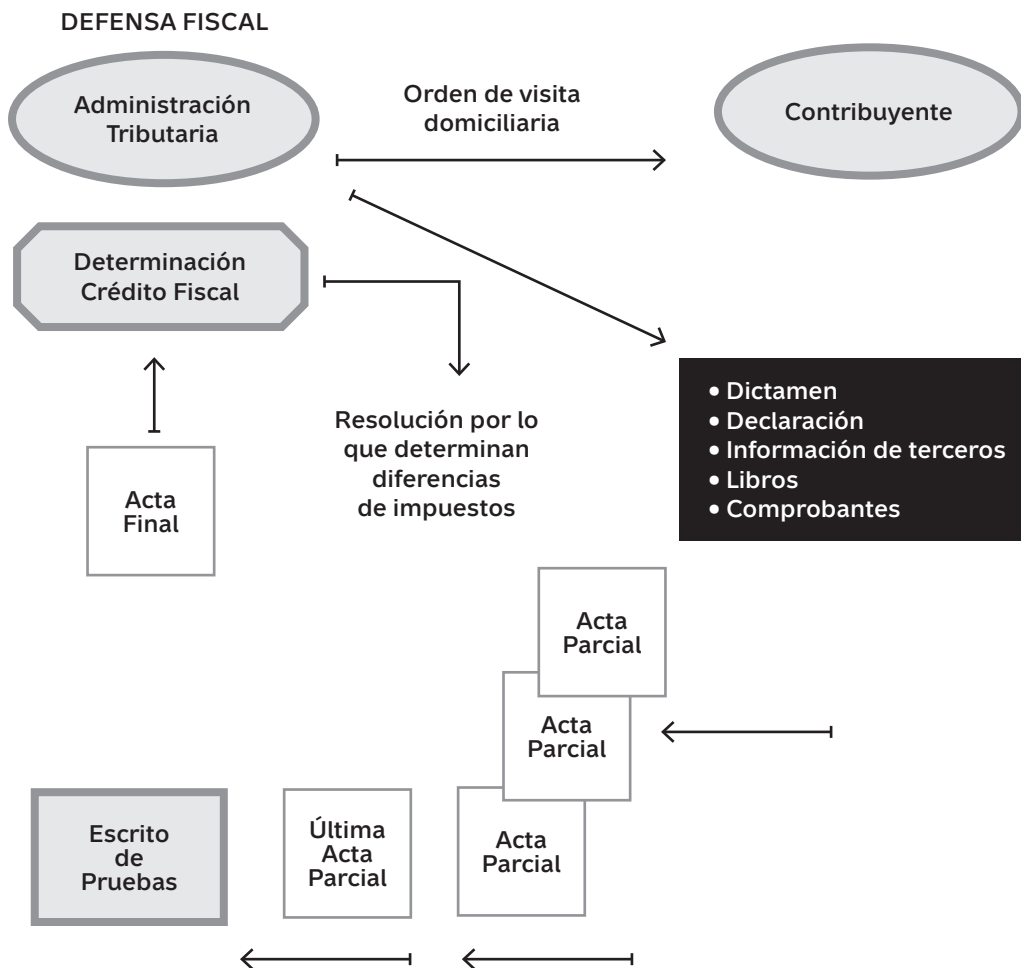 DEFENSA FISCAL
Administración
Tributaria
Orden de visita
domiciliaria
Contribuyente
Determinación
Crédito Fiscal
Resolución por lo
que determinan
diferencias
de impuestos
• Dictamen
• Declaración
• Información de terceros
• Libros
• Comprobantes
Acta
Final
Acta
Parcial
Acta
Parcial
Acta
Parcial
Última
Acta
Parcial
Escrito
de
Pruebas